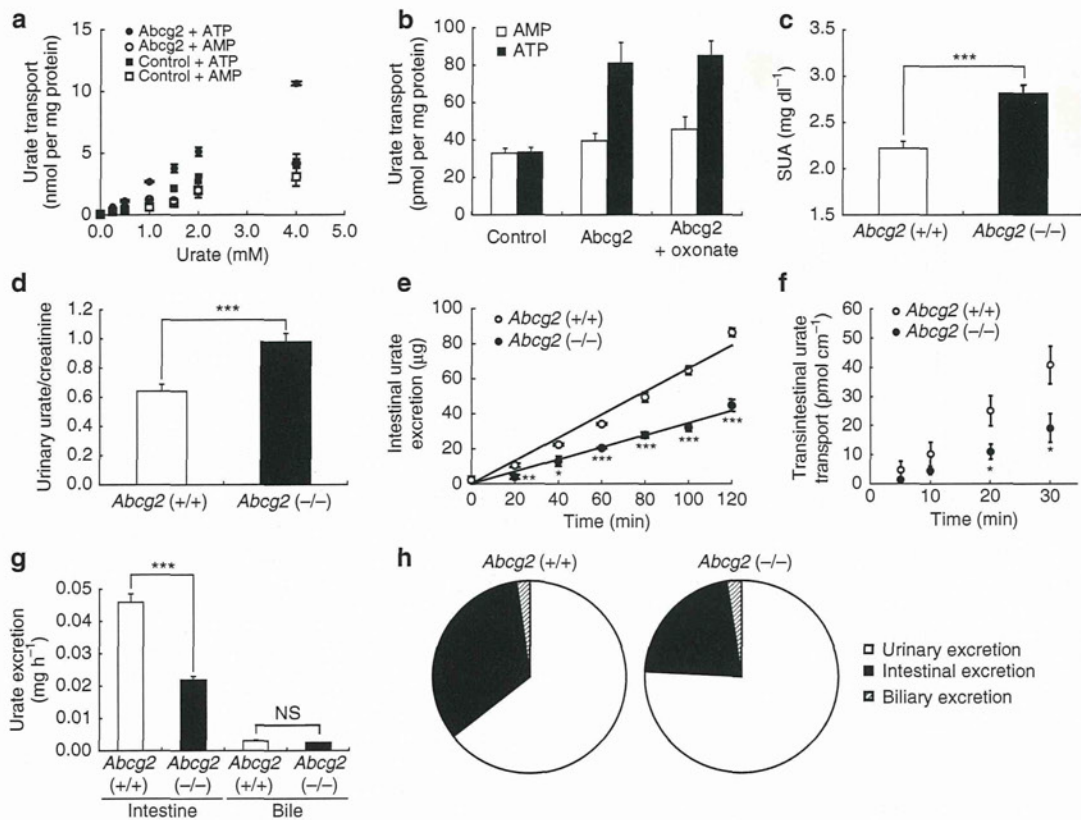 a
Abcg2 + ATP
Abcg2 + AMP
Control + ATP
Control + AMP
Urate transport
(nmol per mg protein)
15
10
5
0
0.0 1.0 2.0 3.0 4.0 5.0
Urate (mM)
b
AMP
ATP
Urate transport
(pmol per mg protein)
100
80
60
40
20
0
Control
Abcg2
Abcg2
+ oxonate
c
***
SUA (mg dl⁻¹)
3.5
3.0
2.5
2.0
1.5
Abcg2 (+/+) Abcg2 (−/−)
d
***
Urinary urate/creatinine
1.2
1.0
0.8
0.6
0.4
0.2
0.0
Abcg2 (+/+) Abcg2 (−/−)
e
Abcg2 (+/+)
Abcg2 (−/−)
Intestinal urate
excretion (μg)
100
80
60
40
20
0
** * *** *** *** ***
0 20 40 60 80 100 120
Time (min)
f
Abcg2 (+/+)
Abcg2 (−/−)
Transintestinal urate
transport (pmol cm⁻¹)
60
50
40
30
20
10
0
* *
0 10 20 30
Time (min)
g
***
NS
Urate excretion
(mg h⁻¹)
0.05
0.04
0.03
0.02
0.01
0.00
Abcg2 Abcg2 Abcg2 Abcg2
(+/+) (−/−) (+/+) (−/−)
Intestine Bile
h
Abcg2 (+/+) Abcg2 (−/−)
Urinary excretion
Intestinal excretion
Biliary excretion